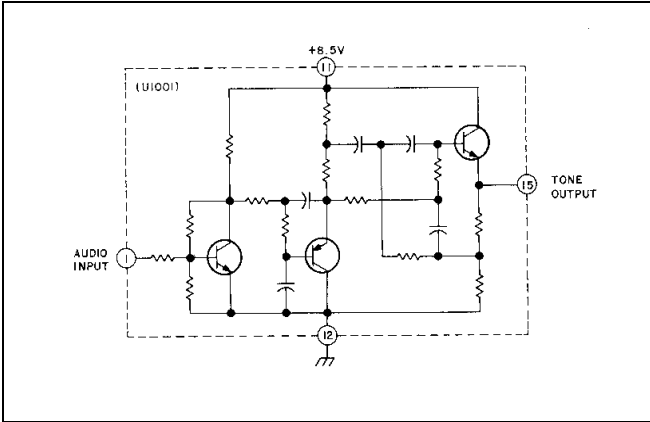 +8.5V
11
(U1001)
15
TONE
OUTPUT
AUDIO
INPUT
1
12